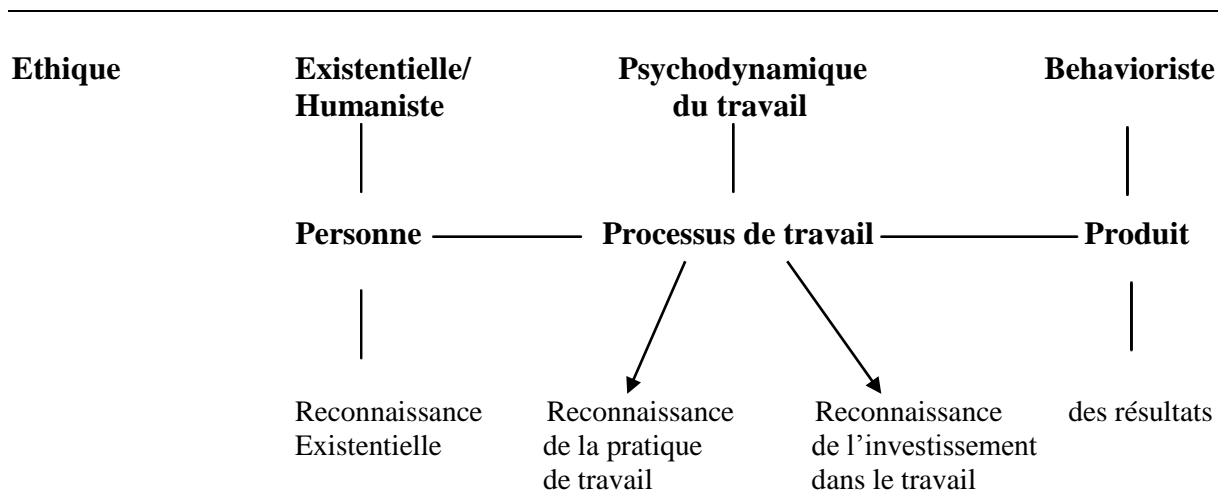 Ethique Existentielle/ Psychodynamique Behavioriste
Humaniste du travail
Personne Processus de travail Produit
Reconnaissance Reconnaissance Reconnaissance des résultats
Existentielle de la pratique de l’investissement
de travail dans le travail